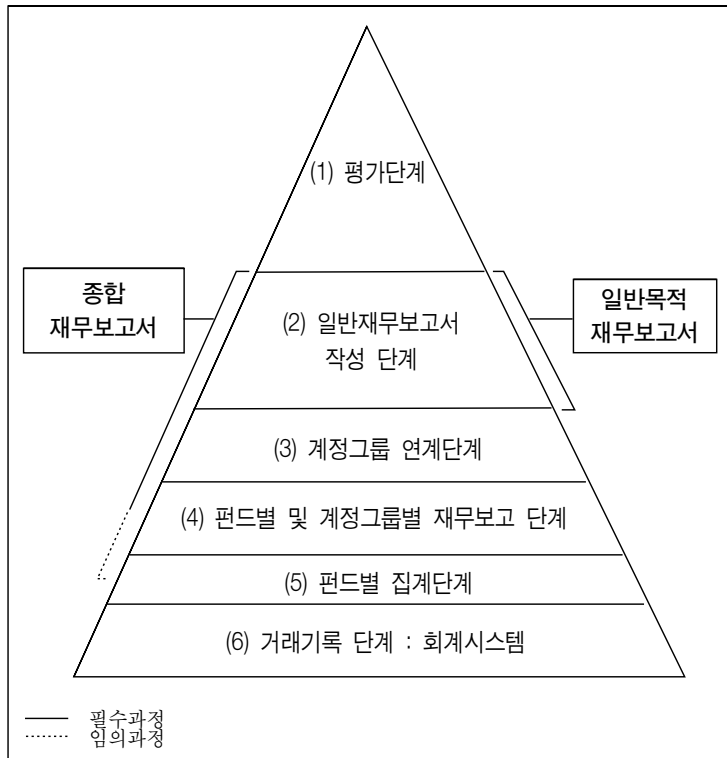 (1) 평가단계
종합
재무보고서
(2) 일반재무보고서
작성 단계
일반목적
재무보고서
(3) 계정그룹 연계단계
(4) 펀드별 및 계정그룹별 재무보고 단계
(5) 펀드별 집계단계
(6) 거래기록 단계 : 회계시스템
필수과정
임의과정